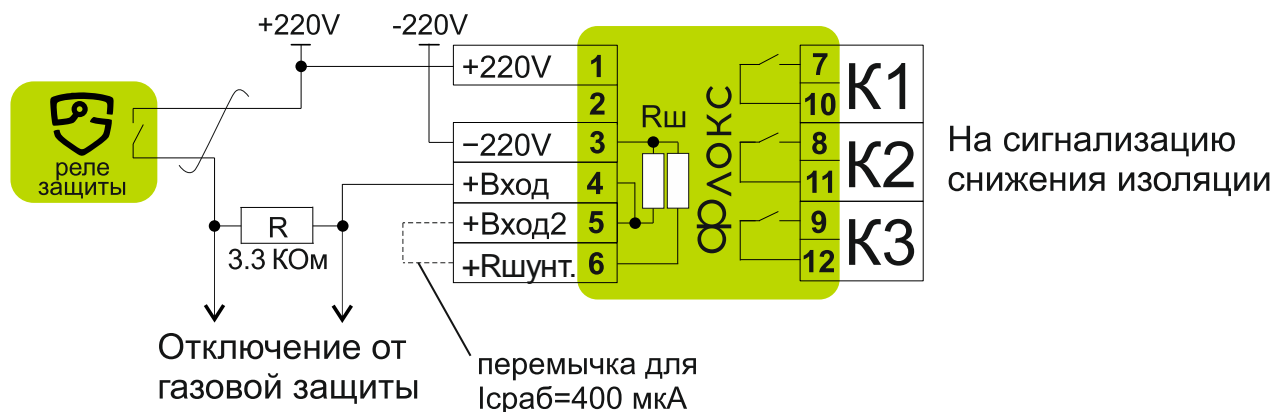 +220V
-220V
реле
защиты
R
3.3 КОм
Отключение от
газовой защиты
+220V 1
2
−220V 3
+Вход 4
+Вход2 5
+Rшунт. 6
Rш
ФЛОКС
7
10
К1
8
11
К2
9
12
К3
На сигнализацию
снижения изоляции
перемычка для
Iсраб=400 мкА